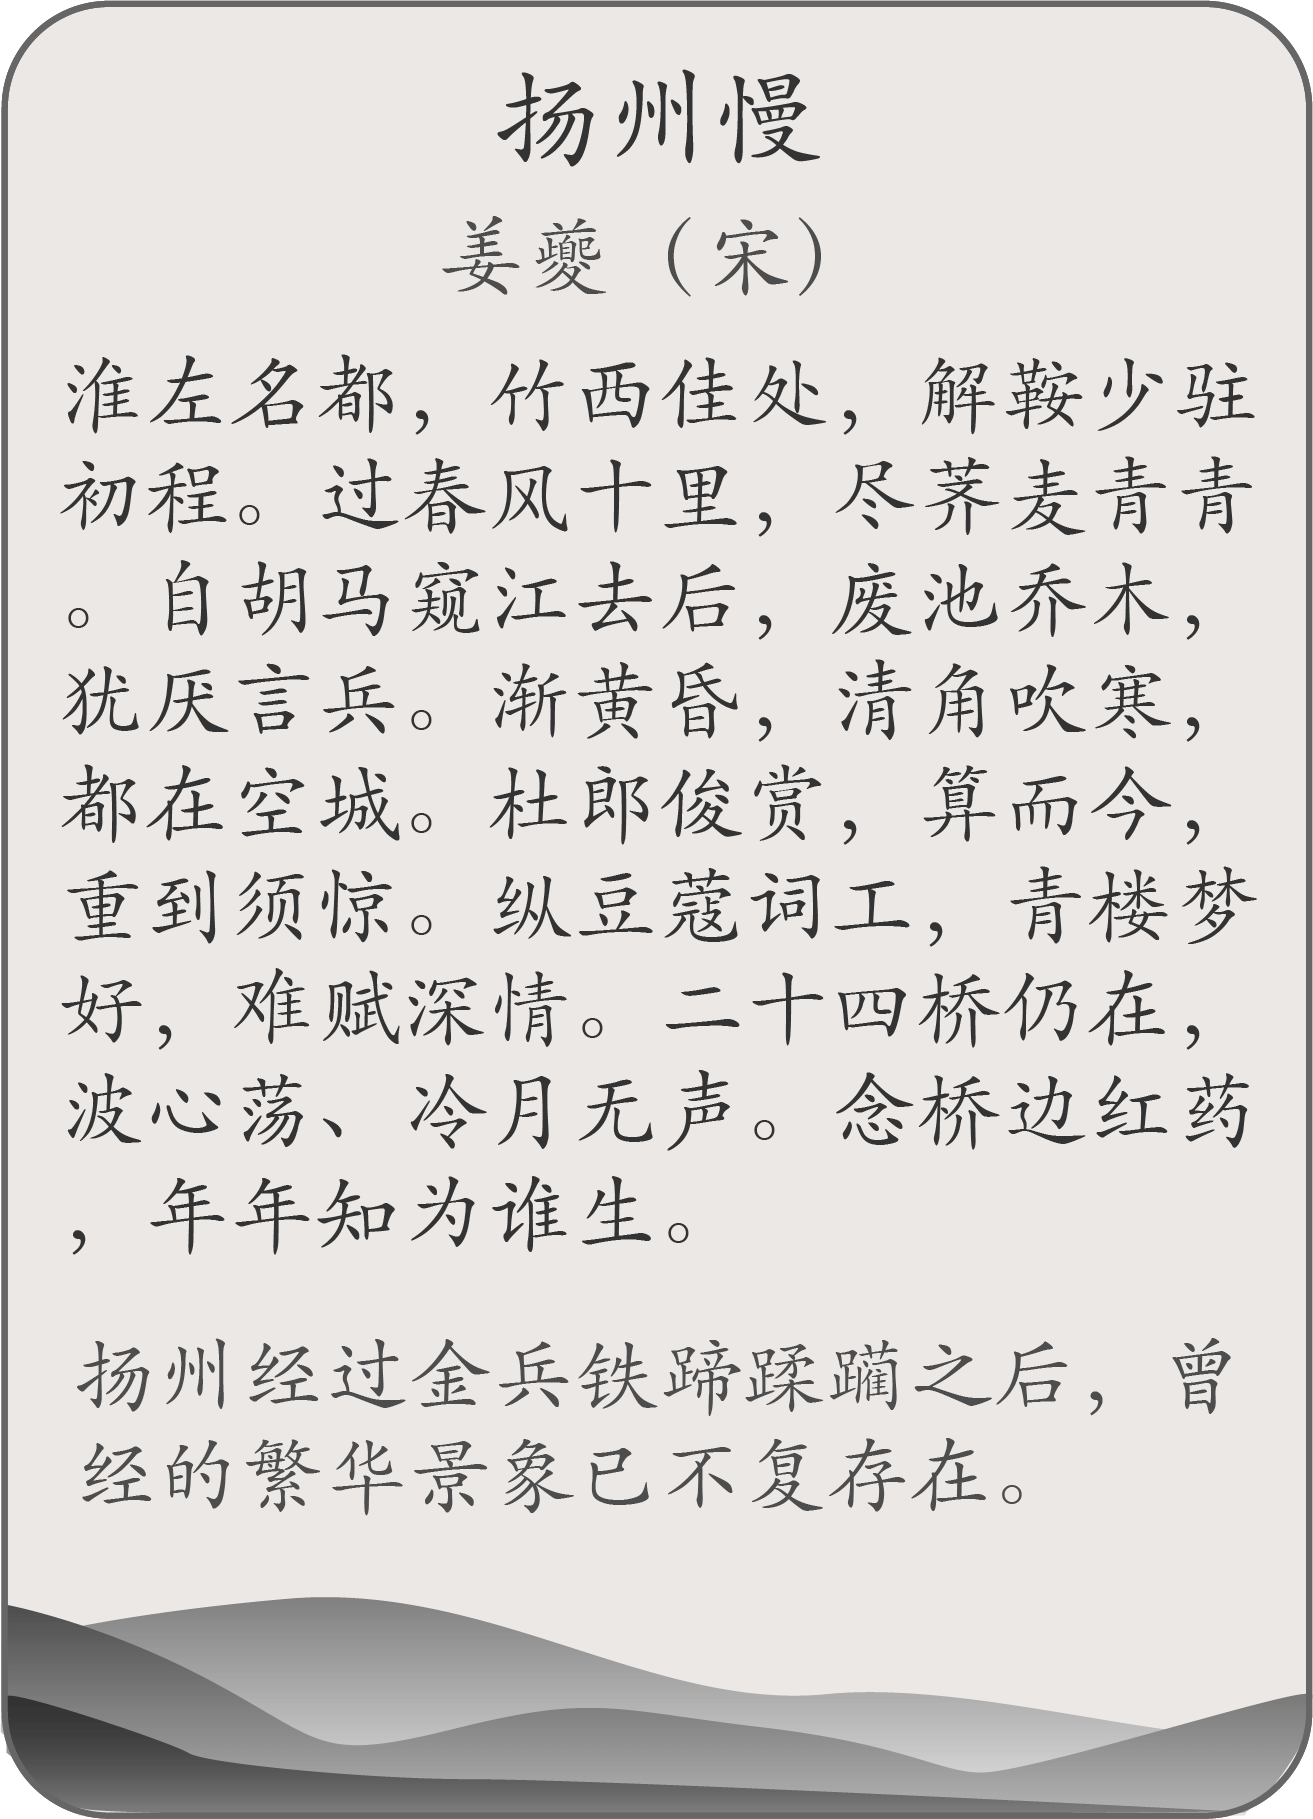 扬州慢
姜夔（宋）
淮左名都，竹西佳处，解鞍少驻
初程。过春风十里，尽荠麦青青
。自胡马窥江去后，废池乔木，
犹厌言兵。渐黄昏，清角吹寒，
都在空城。杜郎俊赏，算而今，
重到须惊。纵豆蔻词工，青楼梦
好，难赋深情。二十四桥仍在，
波心荡、冷月无声。念桥边红药
，年年知为谁生。
扬州经过金兵铁蹄蹂躏之后，曾
经的繁华景象已不复存在。